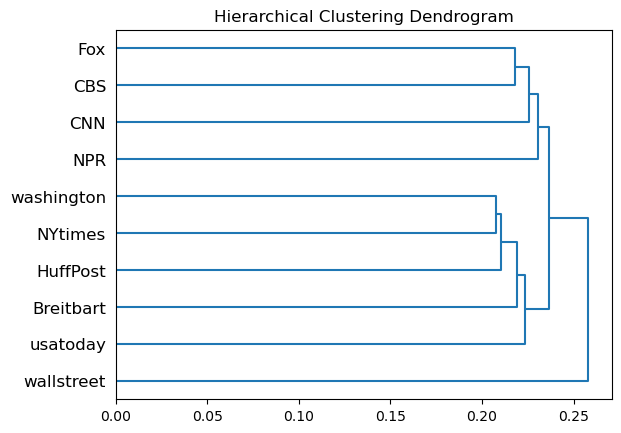 Hierarchical Clustering Dendrogram
Fox
CBS
CNN
NPR
washington
NYtimes
HuffPost
Breitbart
usatoday
wallstreet
0.00 0.05 0.10 0.15 0.20 0.25